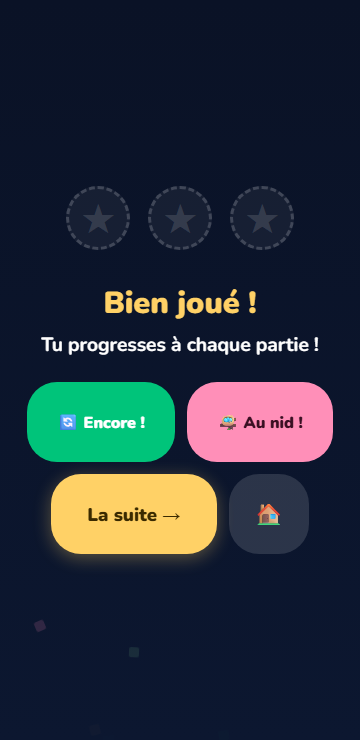 Bien joué !
Tu progresses à chaque partie !
Encore !
Au nid !
La suite →